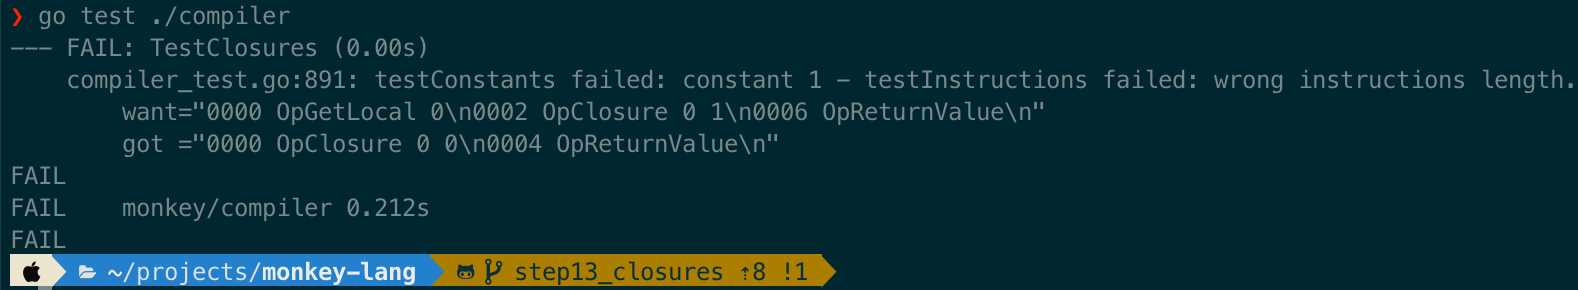 ❯ go test ./compiler
--- FAIL: TestClosures (0.00s)
    compiler_test.go:891: testConstants failed: constant 1 - testInstructions failed: wrong instructions length.
        want="0000 OpGetLocal 0\n0002 OpClosure 0 1\n0006 OpReturnValue\n"
        got ="0000 OpClosure 0 0\n0004 OpReturnValue\n"
FAIL
FAIL    monkey/compiler 0.212s
FAIL
~/projects/monkey-lang step13_closures ⇡8 !1